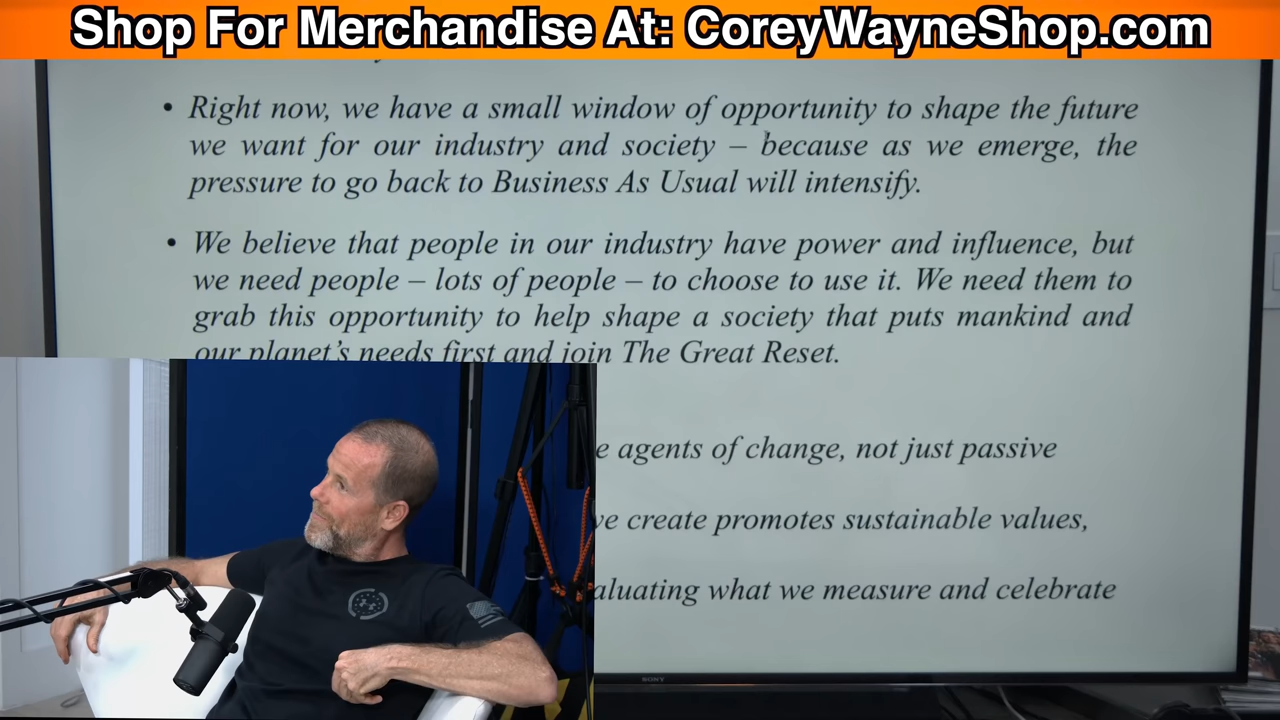 Shop For Merchandise At: CoreyWayneShop.com
• Right now, we have a small window of opportunity to shape the future
we want for our industry and society – because as we emerge, the
pressure to go back to Business As Usual will intensify.
• We believe that people in our industry have power and influence, but
we need people – lots of people – to choose to use it. We need them to
grab this opportunity to help shape a society that puts mankind and
our planet's needs first and join The Great Reset.
agents of change, not just passive
create promotes sustainable values,
what we measure and celebrate
SONY